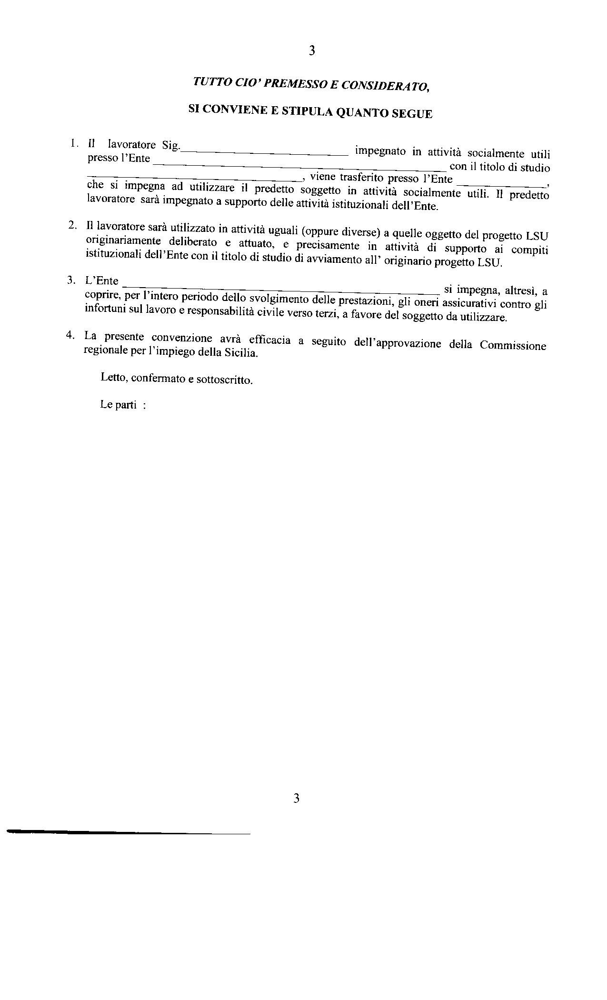 3
TUTTO CIO' PREMESSO E CONSIDERATO,
SI CONVIENE E STIPULA QUANTO SEGUE
1. Il lavoratore Sig.______________________________ impegnato in attività socialmente utili
presso l'Ente ____________________________________________________ con il titolo di studio
______________________________________, viene trasferito presso l'Ente ________________,
che si impegna ad utilizzare il predetto soggetto in attività socialmente utili. Il predetto
lavoratore sarà impegnato a supporto delle attività istituzionali dell'Ente.
2. Il lavoratore sarà utilizzato in attività uguali (oppure diverse) a quelle oggetto del progetto LSU
originariamente deliberato e attuato, e precisamente in attività di supporto ai compiti
istituzionali dell'Ente con il titolo di studio di avviamento all' originario progetto LSU.
3. L'Ente ________________________________________________________ si impegna, altresì, a
coprire, per l'intero periodo dello svolgimento delle prestazioni, gli oneri assicurativi contro gli
infortuni sul lavoro e responsabilità civile verso terzi, a favore del soggetto da utilizzare.
4. La presente convenzione avrà efficacia a seguito dell'approvazione della Commissione
regionale per l'impiego della Sicilia.
Letto, confermato e sottoscritto.
Le parti :
3